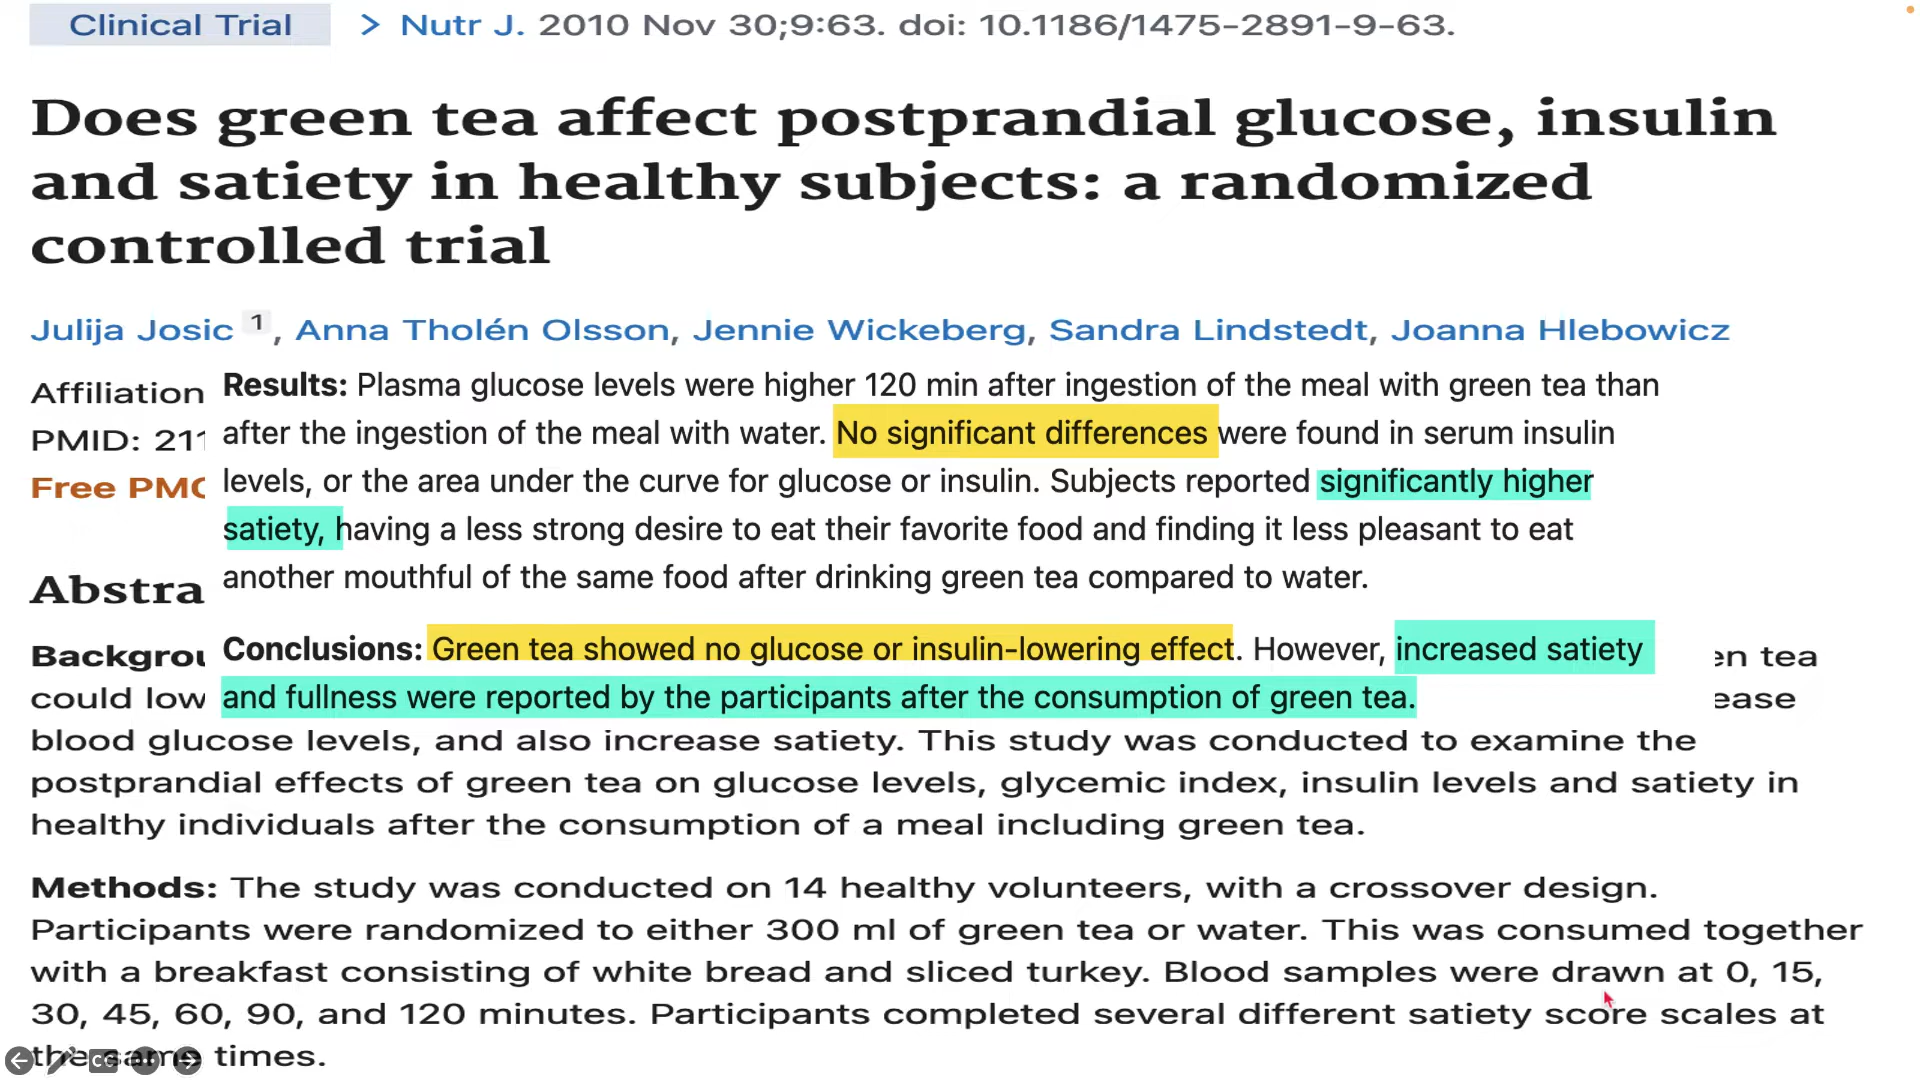 Clinical Trial > Nutr J. 2010 Nov 30;9:63. doi: 10.1186/1475-2891-9-63.
Does green tea affect postprandial glucose, insulin
and satiety in healthy subjects: a randomized
controlled trial
Julija Josic 1, Anna Tholén Olsson, Jennie Wickeberg, Sandra Lindstedt, Joanna Hlebowicz
Affiliation
PMID: 211
Free PMC
Results: Plasma glucose levels were higher 120 min after ingestion of the meal with green tea than
after the ingestion of the meal with water. No significant differences were found in serum insulin
levels, or the area under the curve for glucose or insulin. Subjects reported significantly higher
satiety, having a less strong desire to eat their favorite food and finding it less pleasant to eat
another mouthful of the same food after drinking green tea compared to water.
Conclusions: Green tea showed no glucose or insulin-lowering effect. However, increased satiety
and fullness were reported by the participants after the consumption of green tea.
Abstra
Backgrou en tea
could low ease
blood glucose levels, and also increase satiety. This study was conducted to examine the
postprandial effects of green tea on glucose levels, glycemic index, insulin levels and satiety in
healthy individuals after the consumption of a meal including green tea.
Methods: The study was conducted on 14 healthy volunteers, with a crossover design.
Participants were randomized to either 300 ml of green tea or water. This was consumed together
with a breakfast consisting of white bread and sliced turkey. Blood samples were drawn at 0, 15,
30, 45, 60, 90, and 120 minutes. Participants completed several different satiety score scales at
the same times.
CC